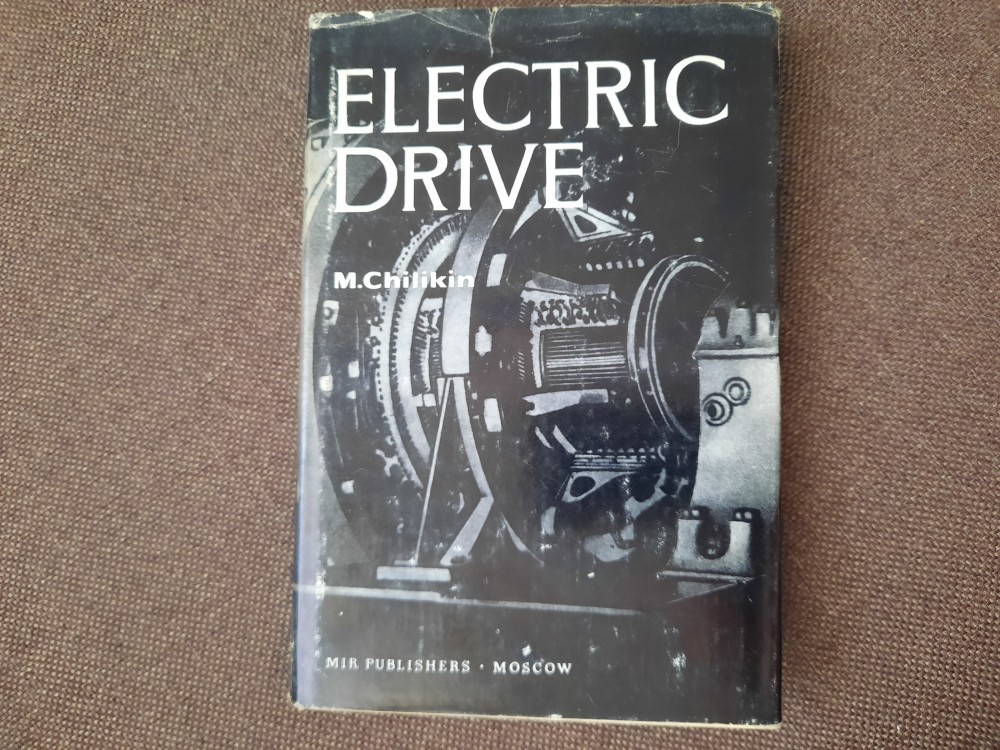 ELECTRIC
DRIVE
M.Chilikin
MIR PUBLISHERS · MOSCOW